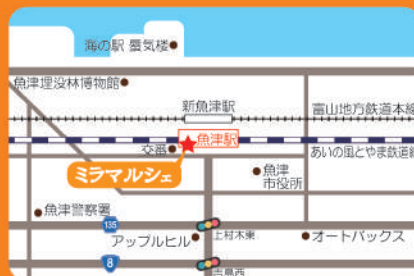 海の駅 蜃気楼
魚津埋没林博物館
新魚津駅
富山地方鉄道本線
魚津駅
交番
あいの風とやま鉄道線
ミラマルシェ
魚津
市役所
魚津警察署
135
アップルヒル
上村木東
オートバックス
8
吉島西